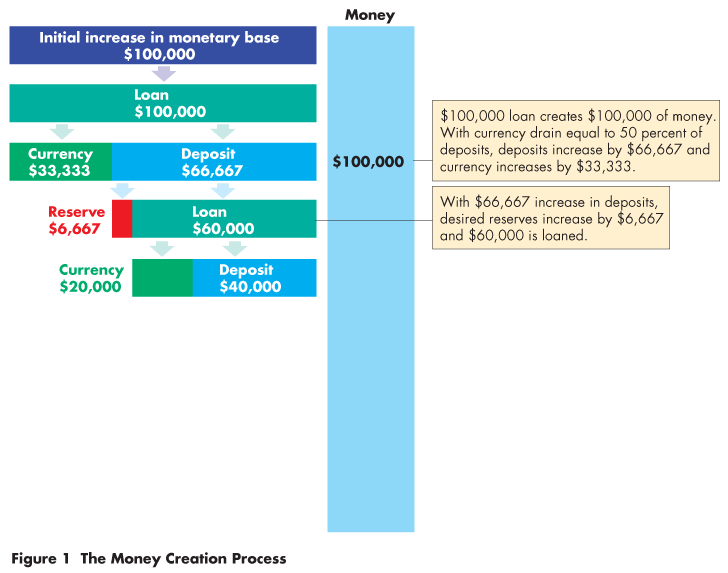 Money
Initial increase in monetary base
$100,000
Loan
$100,000
Currency
$33,333
Deposit
$66,667
$100,000
$100,000 loan creates $100,000 of money.
With currency drain equal to 50 percent of
deposits, deposits increase by $66,667 and
currency increases by $33,333.
Reserve
$6,667
Loan
$60,000
With $66,667 increase in deposits,
desired reserves increase by $6,667
and $60,000 is loaned.
Currency
$20,000
Deposit
$40,000
Figure 1 The Money Creation Process